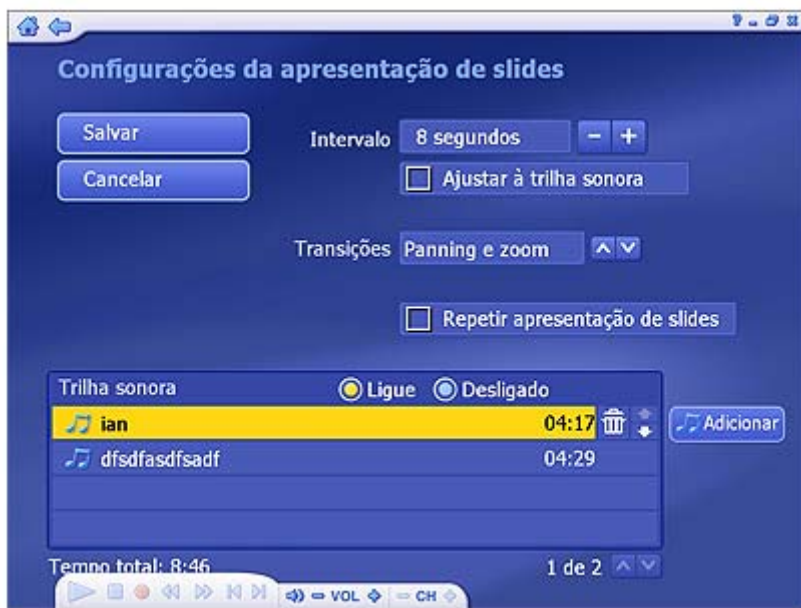 Configurações da apresentação de slides
Salvar
Intervalo 8 segundos - +
Cancelar
Ajustar à trilha sonora
Transições Panning e zoom
Repetir apresentação de slides
Trilha sonora Ligue Desligado
ian 04:17
Adicionar
dfsdfasdfsadf 04:29
Tempo total: 8:46 1 de 2
VOL CH